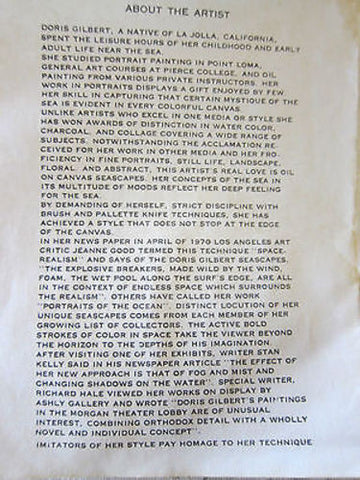 ABOUT THE ARTIST
DORIS GILBERT, A NATIVE OF LA JOLLA, CALIFORNIA,
SPENT THE LEISURE HOURS OF HER CHILDHOOD AND EARLY
ADULT LIFE NEAR THE SEA.
SHE STUDIED PORTRAIT PAINTING IN POINT LOMA,
GENERAL ART COURSES AT PIERCE COLLEGE, AND OIL
PAINTING FROM VARIOUS PRIVATE INSTRUCTORS. HER
WORK IN PORTRAITS DISPLAYS A GIFT ENJOYED BY FEW
HER SKILL IN CAPTURING THAT CERTAIN MYSTIQUE OF THE
SEA IS EVIDENT IN EVERY COLORFUL CANVAS.
UNLIKE ARTISTS WHO EXCEL IN ONE MEDIA OR STYLE SHE
HAS WON AWARDS OF DISTINCTION IN WATER COLOR,
CHARCOAL, AND COLLAGE COVERING A WIDE RANGE OF
SUBJECTS. NOTWITHSTANDING THE ACCLAMATION RE-
CEIVED FOR HER WORK IN OTHER MEDIA AND HER PRO-
FICIENCY IN FINE PORTRAITS, STILL LIFE, LANDSCAPE,
FLORAL AND ABSTRACT, THIS ARTIST'S REAL LOVE IS OIL
ON CANVAS SEASCAPES. HER CONCEPTS OF THE SEA IN
ITS MULTITUDE OF MOODS REFLECT HER DEEP FEELING
FOR THE SEA.
BY DEMANDING OF HERSELF, STRICT DISCIPLINE WITH
BRUSH AND PALLETTE KNIFE TECHNIQUES, SHE HAS
ACHIEVED A STYLE THAT DOES NOT STOP AT THE EDGE
OF THE CANVAS.
IN HER NEWS PAPER IN APRIL OF 1970 LOS ANGELES ART
CRITIC JEANNE GOOD TERMED THIS TECHNIQUE "SPACE-
REALISM" AND SAYS OF THE DORIS GILBERT SEASCAPES,
"THE EXPLOSIVE BREAKERS, MADE WILD BY THE WIND,
FOAM, THE WET POOL ALONG THE SURF'S EDGE, ARE ALL
IN THE CONTEXT OF ENDLESS SPACE WHICH SURROUNDS
THE REALISM". OTHERS HAVE CALLED HER WORK
"PORTRAITS OF THE OCEAN". DISTINCT LOCUTION OF HER
UNIQUE SEASCAPES COMES FROM EACH MEMBER OF HER
GROWING LIST OF COLLECTORS. THE ACTIVE BOLD
STROKES OF COLOR IN SPACE TAKE THE VIEWER BEYOND
THE HORIZON TO THE DEPTHS OF HIS IMAGINATION.
AFTER VISITING ONE OF HER EXHIBITS, WRITER STAN
KELLY SAID IN HIS NEWSPAPER ARTICLE "THE EFFECT OF
HER NEW APPROACH IS THAT OF FOG AND MIST AND
CHANGING SHADOWS ON THE WATER". SPECIAL WRITER,
RICHARD HALE VIEWED HER WORKS ON DISPLAY BY
ASHLY GALLERY AND WROTE "DORIS GILBERT'S PAINTINGS
IN THE MORGAN THEATER LOBBY ARE OF UNUSUAL
INTEREST, COMBINING ORTHODOX DETAIL WITH A WHOLLY
NOVEL AND INDIVIDUAL CONCEPT".
IMITATORS OF HER STYLE PAY HOMAGE TO HER TECHNIQUE